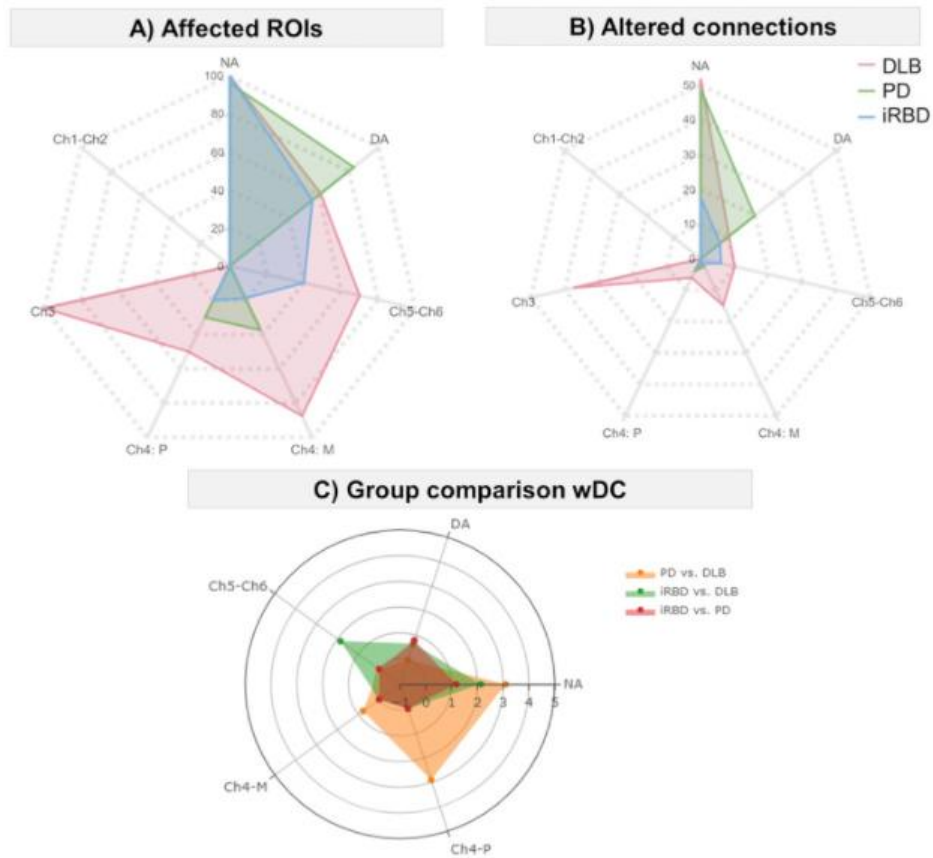 A) Affected ROIs
B) Altered connections
NA
100
80
60
40
20
0
DA
Ch5-Ch6
Ch4: M
Ch4: P
Ch3
Ch1-Ch2
NA
50
40
30
20
10
0
DA
Ch5-Ch6
Ch4: M
Ch4: P
Ch3
Ch1-Ch2
DLB
PD
iRBD
C) Group comparison wDC
DA
Ch5-Ch6
NA
Ch4-M
Ch4-P
-1 0 1 2 3 4 5
PD vs. DLB
iRBD vs. DLB
iRBD vs. PD